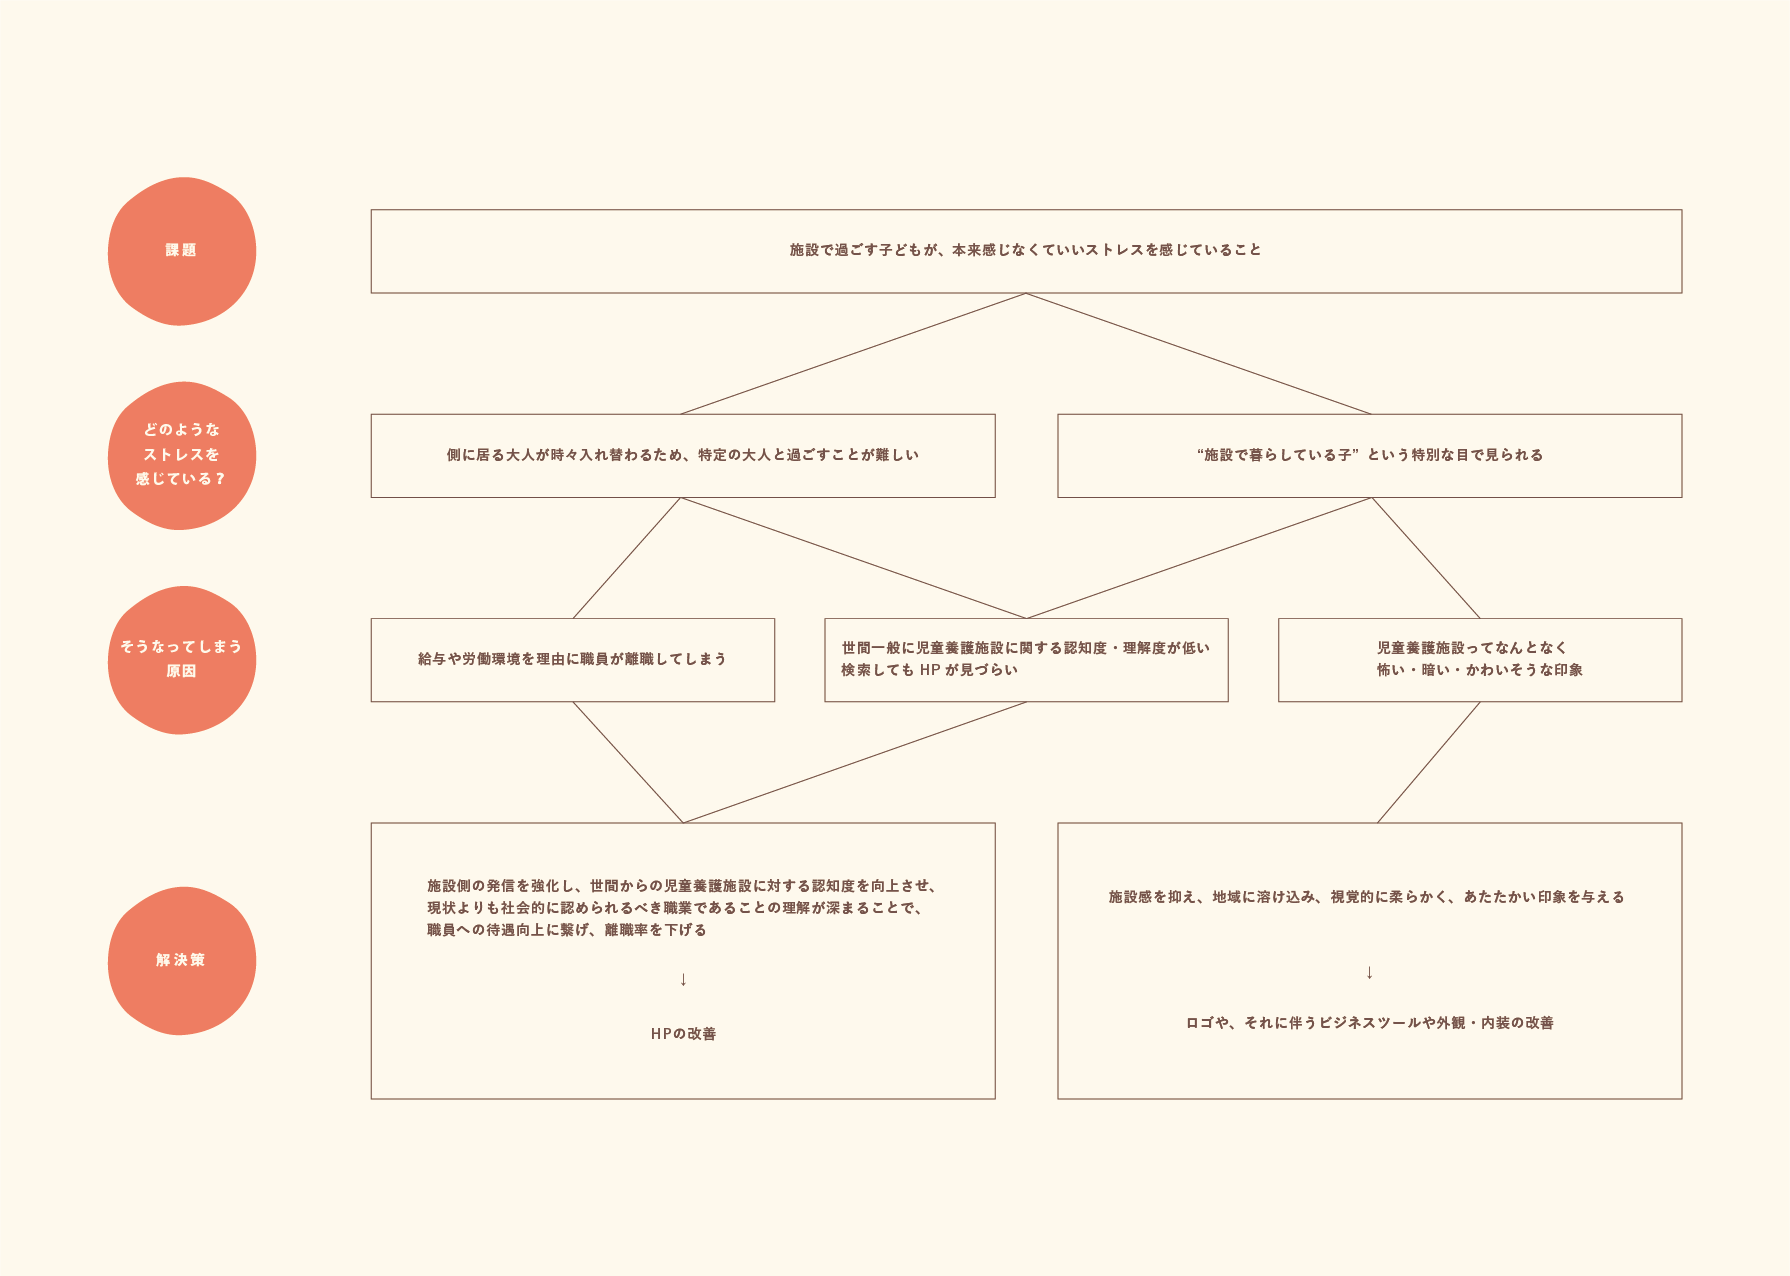 課題
施設で過ごす子どもが、本来感じなくていいストレスを感じていること
どのような
ストレスを
感じている？
側に居る大人が時々入れ替わるため、特定の大人と過ごすことが難しい
“施設で暮らしている子” という特別な目で見られる
そうなってしまう
原因
給与や労働環境を理由に職員が離職してしまう
世間一般に児童養護施設に関する認知度・理解度が低い
検索しても HP が見づらい
児童養護施設ってなんとなく
怖い・暗い・かわいそうな印象
解決策
施設側の発信を強化し、世間からの児童養護施設に対する認知度を向上させ、
現状よりも社会的に認められるべき職業であることの理解が深まることで、
職員への待遇向上に繋げ、離職率を下げる
↓
HPの改善
施設感を抑え、地域に溶け込み、視覚的に柔らかく、あたたかい印象を与える
↓
ロゴや、それに伴うビジネスツールや外観・内装の改善